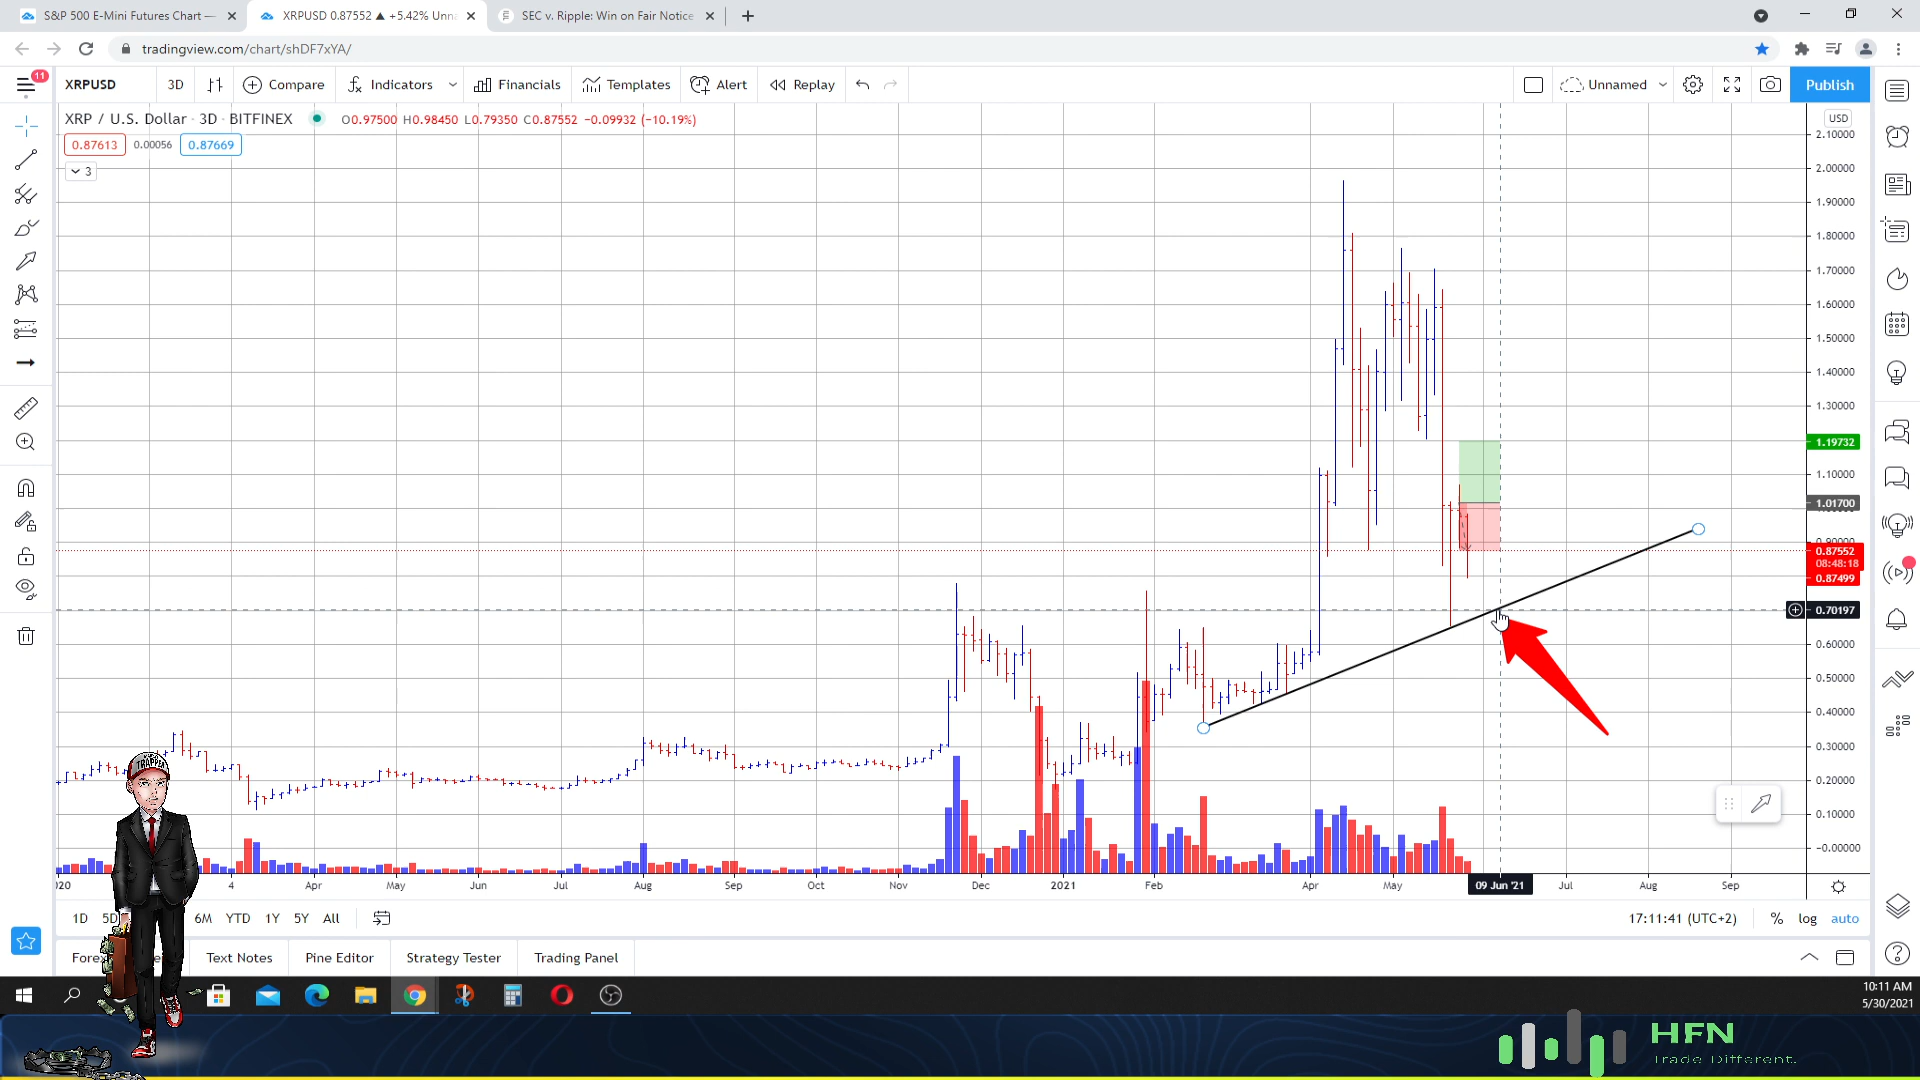 S&P 500 E-Mini Futures Chart —
XRPUSD 0.87552 ▲ +5.42% Unna
SEC v. Ripple: Win on Fair Notice
tradingview.com/chart/shDF7xYA/
11
XRPUSD 3D Compare Indicators Financials Templates Alert Replay Unnamed Publish
XRP / U.S. Dollar · 3D · BITFINEX O0.97500 H0.98450 L0.79350 C0.87552 −0.09932 (−10.19%)
0.87613 0.00056 0.87669
3
USD
2.10000
2.00000
1.90000
1.80000
1.70000
1.60000
1.50000
1.40000
1.30000
1.19732
1.10000
1.01700
0.87552
08:48:18
0.87499
0.70197
0.60000
0.50000
0.40000
0.30000
0.20000
0.10000
-0.00000
4 Apr May Jun Jul Aug Sep Oct Nov Dec 2021 Feb Apr May 09 Jun '21 Jul Aug Sep
1D 6M YTD 1Y 5Y All 17:11:41 (UTC+2) % log auto
Text Notes Pine Editor Strategy Tester Trading Panel
TRAPPER
10:11 AM
5/30/2021
HFN
Trade Different.